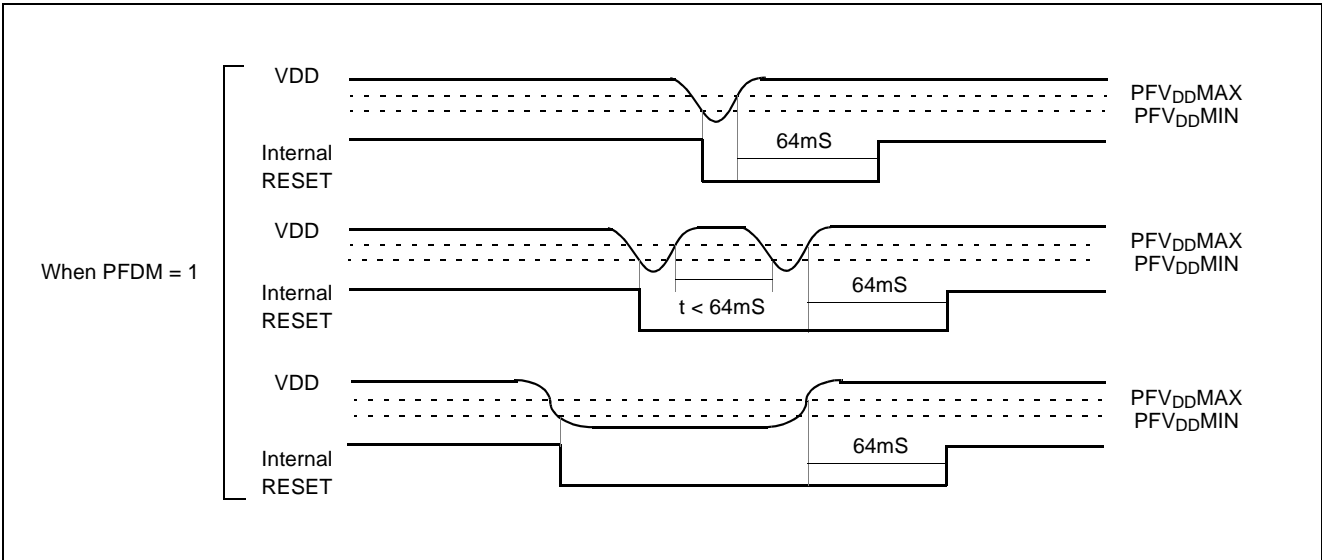 VDD
PFVDDMAX
PFVDDMIN
64mS
Internal
RESET
VDD
PFVDDMAX
PFVDDMIN
When PFDM = 1
64mS
Internal
t < 64mS
RESET
VDD
PFVDDMAX
PFVDDMIN
64mS
Internal
RESET